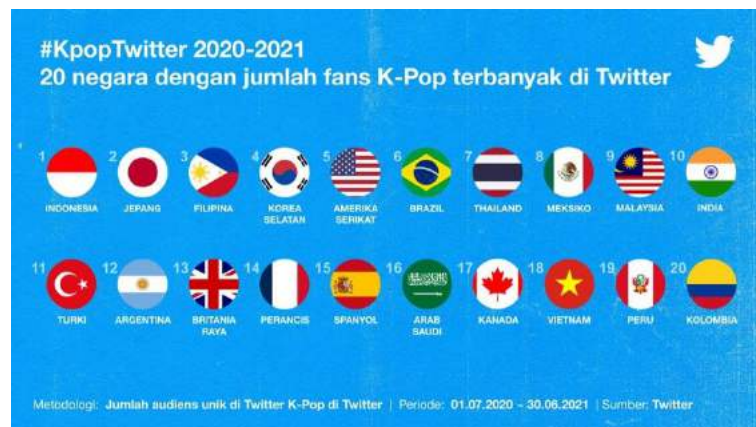 #KpopTwitter 2020-2021
20 negara dengan jumlah fans K-Pop terbanyak di Twitter
1 2 3 4 5 6 7 8 9 10
INDONESIA JEPANG FILIPINA KOREA SELATAN AMERIKA SERIKAT BRAZIL THAILAND MEKSIKO MALAYSIA INDIA
11 12 13 14 15 16 17 18 19 20
TURKI ARGENTINA BRITANIA RAYA PERANCIS SPANYOL ARAB SAUDI KANADA VIETNAM PERU KOLOMBIA
Metodologi: Jumlah audiens unik di Twitter K-Pop di Twitter | Periode: 01.07.2020 - 30.06.2021 | Sumber: Twitter